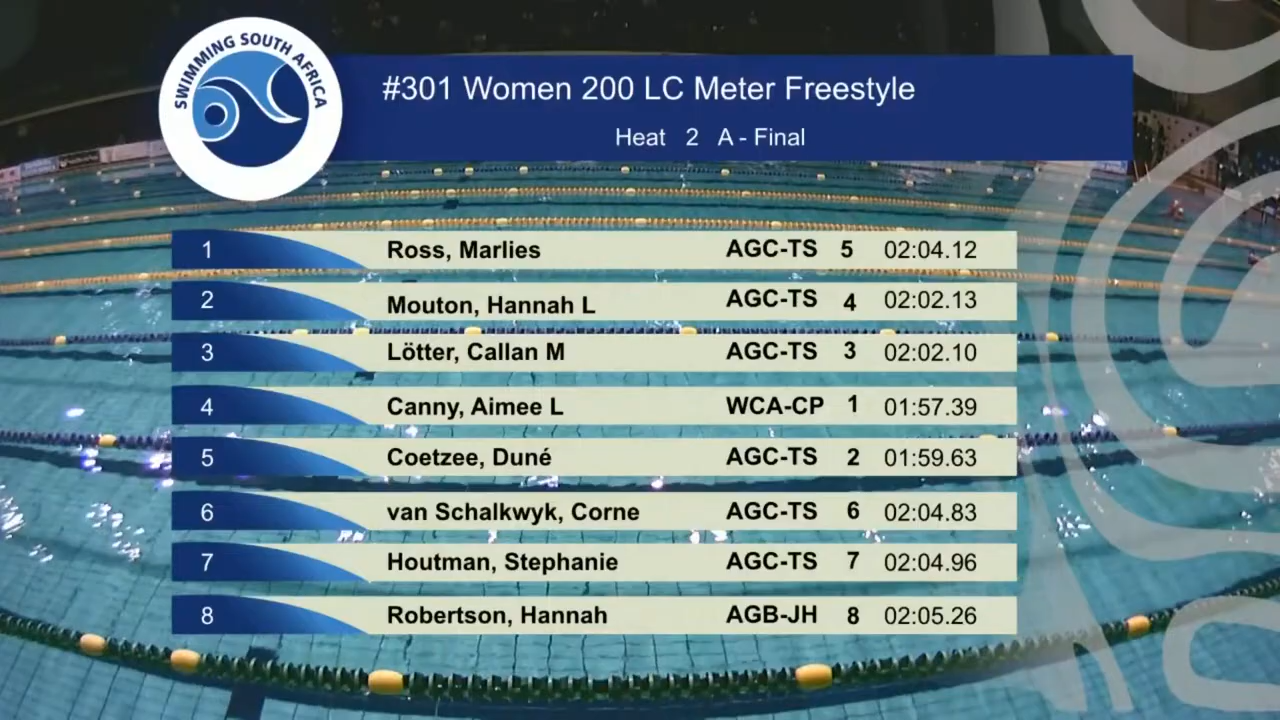 SWIMMING SOUTH AFRICA
#301 Women 200 LC Meter Freestyle
Heat 2 A - Final
1 Ross, Marlies AGC-TS 5 02:04.12
2 Mouton, Hannah L AGC-TS 4 02:02.13
3 Lötter, Callan M AGC-TS 3 02:02.10
4 Canny, Aimee L WCA-CP 1 01:57.39
5 Coetzee, Duné AGC-TS 2 01:59.63
6 van Schalkwyk, Corne AGC-TS 6 02:04.83
7 Houtman, Stephanie AGC-TS 7 02:04.96
8 Robertson, Hannah AGB-JH 8 02:05.26